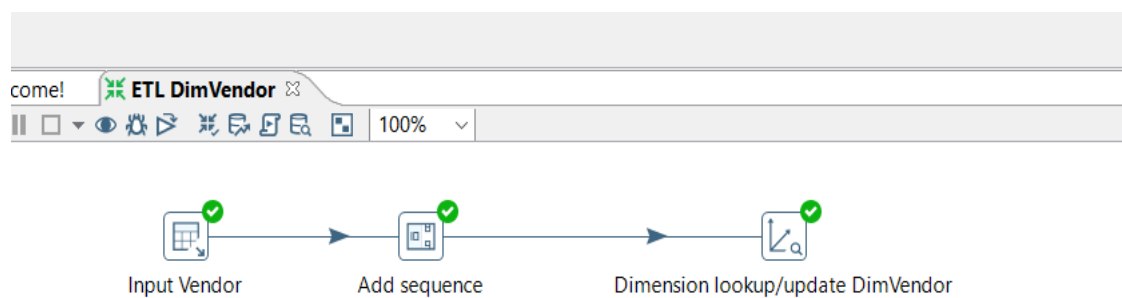 come!
ETL DimVendor
100%
Input Vendor
Add sequence
Dimension lookup/update DimVendor